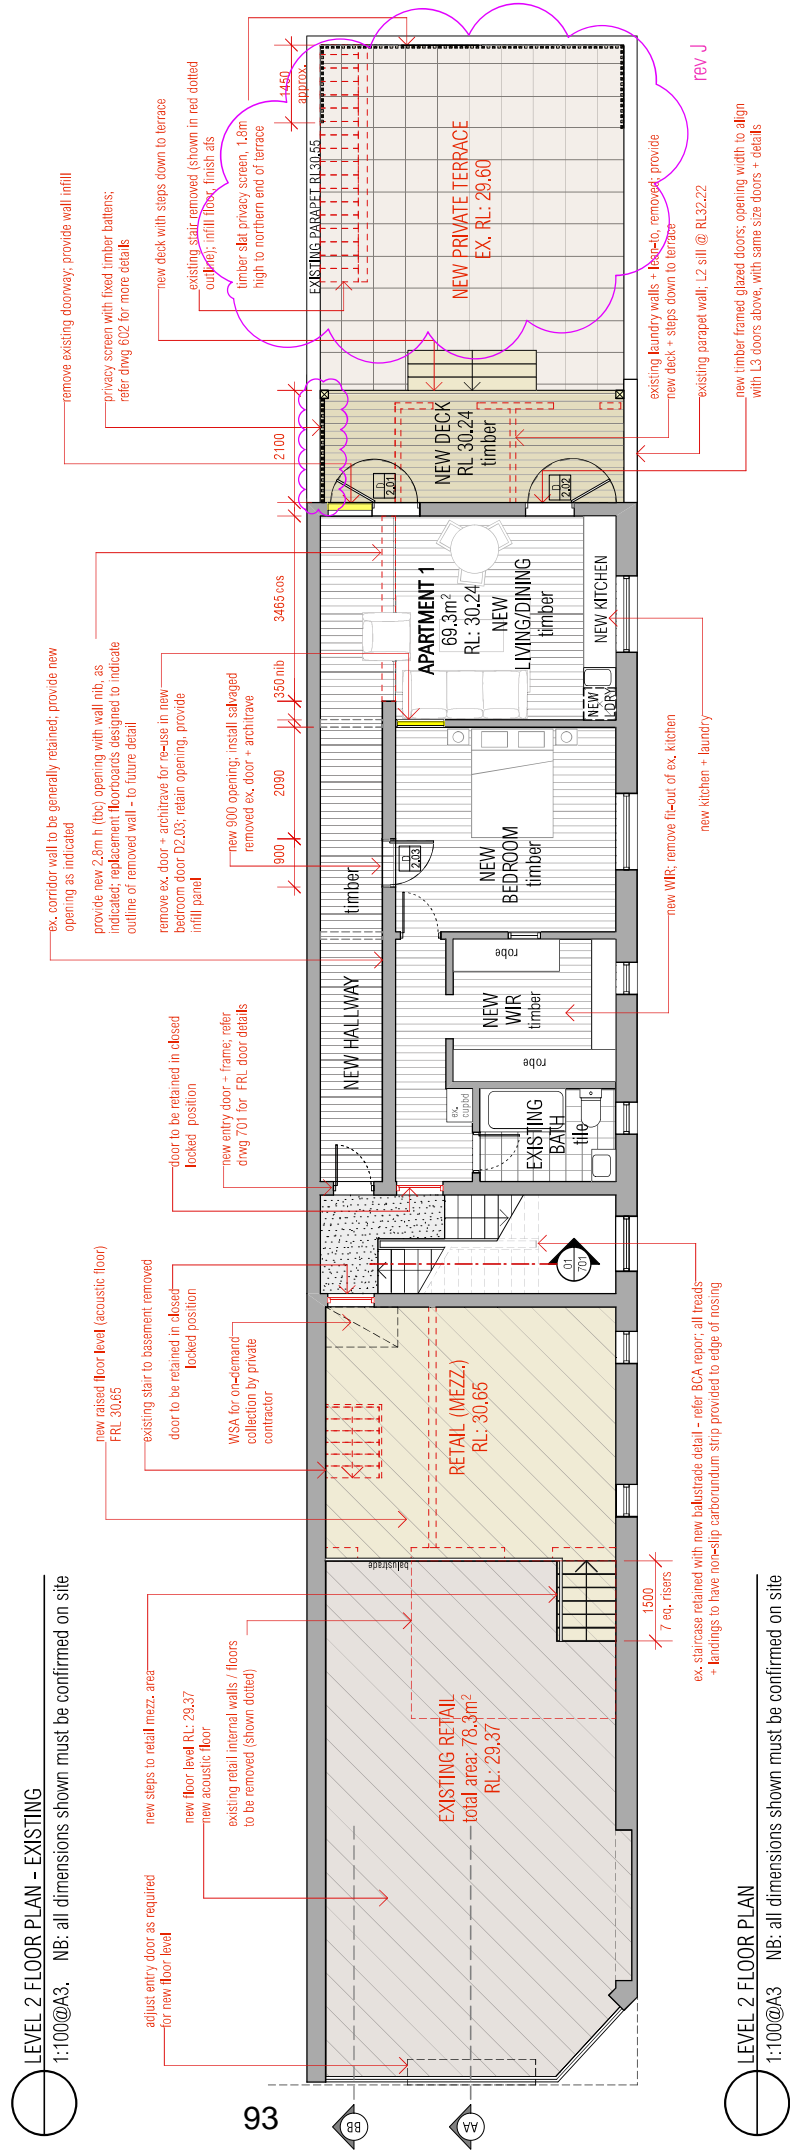 LEVEL 2 FLOOR PLAN - EXISTING
1:100@A3. NB: all dimensions shown must be confirmed on site
adjust entry door as required
for new floor level
new steps to retail mezz. area
new floor level RL: 29.37
new acoustic floor
existing retail internal walls / floors
to be removed (shown dotted)
new raised floor level (acoustic floor)
FRL 30.65
existing stair to basement removed
door to be retained in closed
locked position
WSA for on-demand
collection by private
contractor
door to be retained in closed
locked position
new entry door + frame; refer
drwg 701 for FRL door details
ex. corridor wall to be generally retained; provide new
opening as indicated
provide new 2.8m h (tbc) opening with wall nib, as
indicated; replacement floorboards designed to indicate
outline of removed wall - to future detail
remove ex. door + architrave for re-use in new
bedroom door D2.03; retain opening, provide
infill panel
new 900 opening; install salvaged
removed ex. door + architrave
remove existing doorway; provide wall infill
privacy screen with fixed timber battens;
refer drwg 602 for more details
new deck with steps down to terrace
existing stair removed (shown in red dotted
outline); infill floor, finish afs
timber slat privacy screen, 1.8m
high to northern end of terrace
900
2090
350 nib
3465 cos
2100
1450
approx.
EXISTING PARAPET RL30.55
EXISTING RETAIL
total area: 78.3m²
RL: 29.37
balustrade
RETAIL (MEZZ.)
RL: 30.65
01
701
NEW HALLWAY
timber
EXISTING
BATH
tile
ex.
cupbd
robe
NEW
WIR
timber
robe
D
2.03
NEW
BEDROOM
timber
APARTMENT 1
69.3m²
RL: 30.24
NEW
LIVING/DINING
timber
NEW
LDRY
NEW KITCHEN
D
2.01
D
2.02
NEW DECK
RL 30.24
timber
NEW PRIVATE TERRACE
EX. RL: 29.60
rev J
1500
7 eq. risers
ex. staircase retained with new balustrade detail - refer BCA repor; all treads
+ landings to have non-slip carborundum strip provided to edge of nosing
new WIR; remove fit-out of ex. kitchen
new kitchen + laundry
existing laundry walls + lean-to, removed; provide
new deck + steps down to terrace
existing parapet wall; L2 sill @ RL32.22
new timber framed glazed doors; opening width to align
with L3 doors above, with same size doors + details
93
BB
AA
LEVEL 2 FLOOR PLAN
1:100@A3 NB: all dimensions shown must be confirmed on site